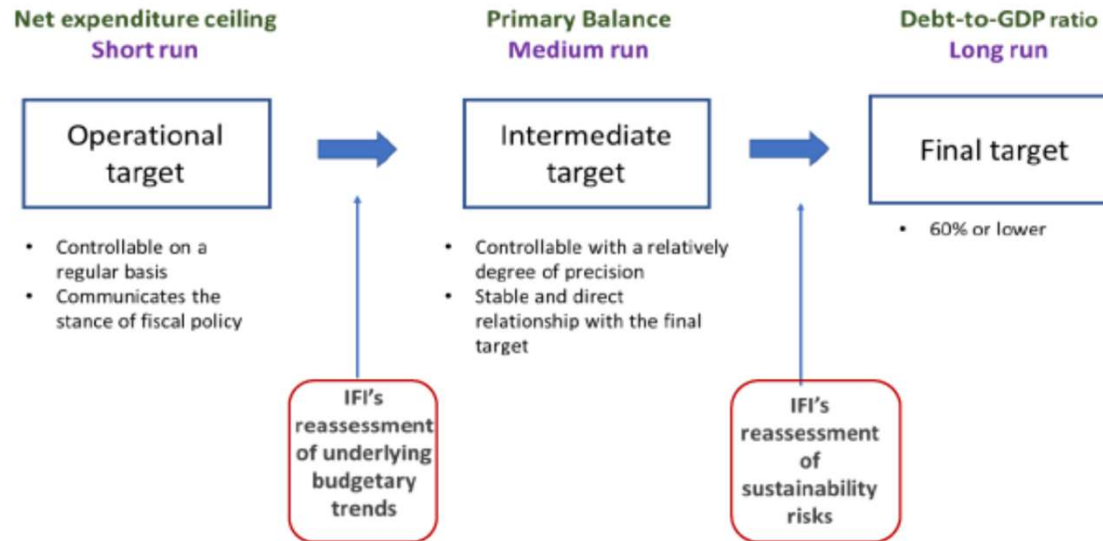 Net expenditure ceiling
Short run
Operational
target
• Controllable on a
regular basis
• Communicates the
stance of fiscal policy
IFI's
reassessment
of underlying
budgetary
trends
Primary Balance
Medium run
Intermediate
target
• Controllable with a relatively
degree of precision
• Stable and direct
relationship with the final
target
IFI's
reassessment
of
sustainability
risks
Debt-to-GDP ratio
Long run
Final target
• 60% or lower